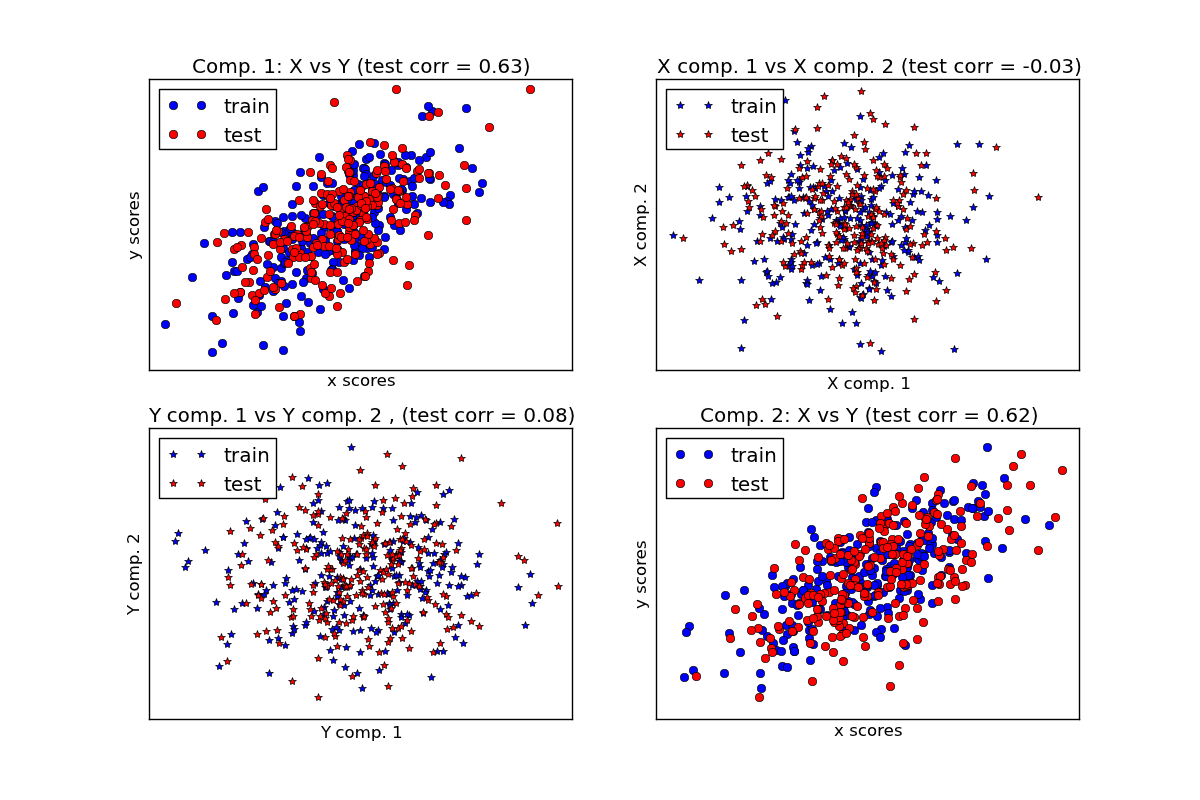 Comp. 1: X vs Y (test corr = 0.63)
train
test
y scores
x scores
X comp. 1 vs X comp. 2 (test corr = -0.03)
train
test
X comp. 2
X comp. 1
Y comp. 1 vs Y comp. 2 , (test corr = 0.08)
train
test
Y comp. 2
Y comp. 1
Comp. 2: X vs Y (test corr = 0.62)
train
test
y scores
x scores